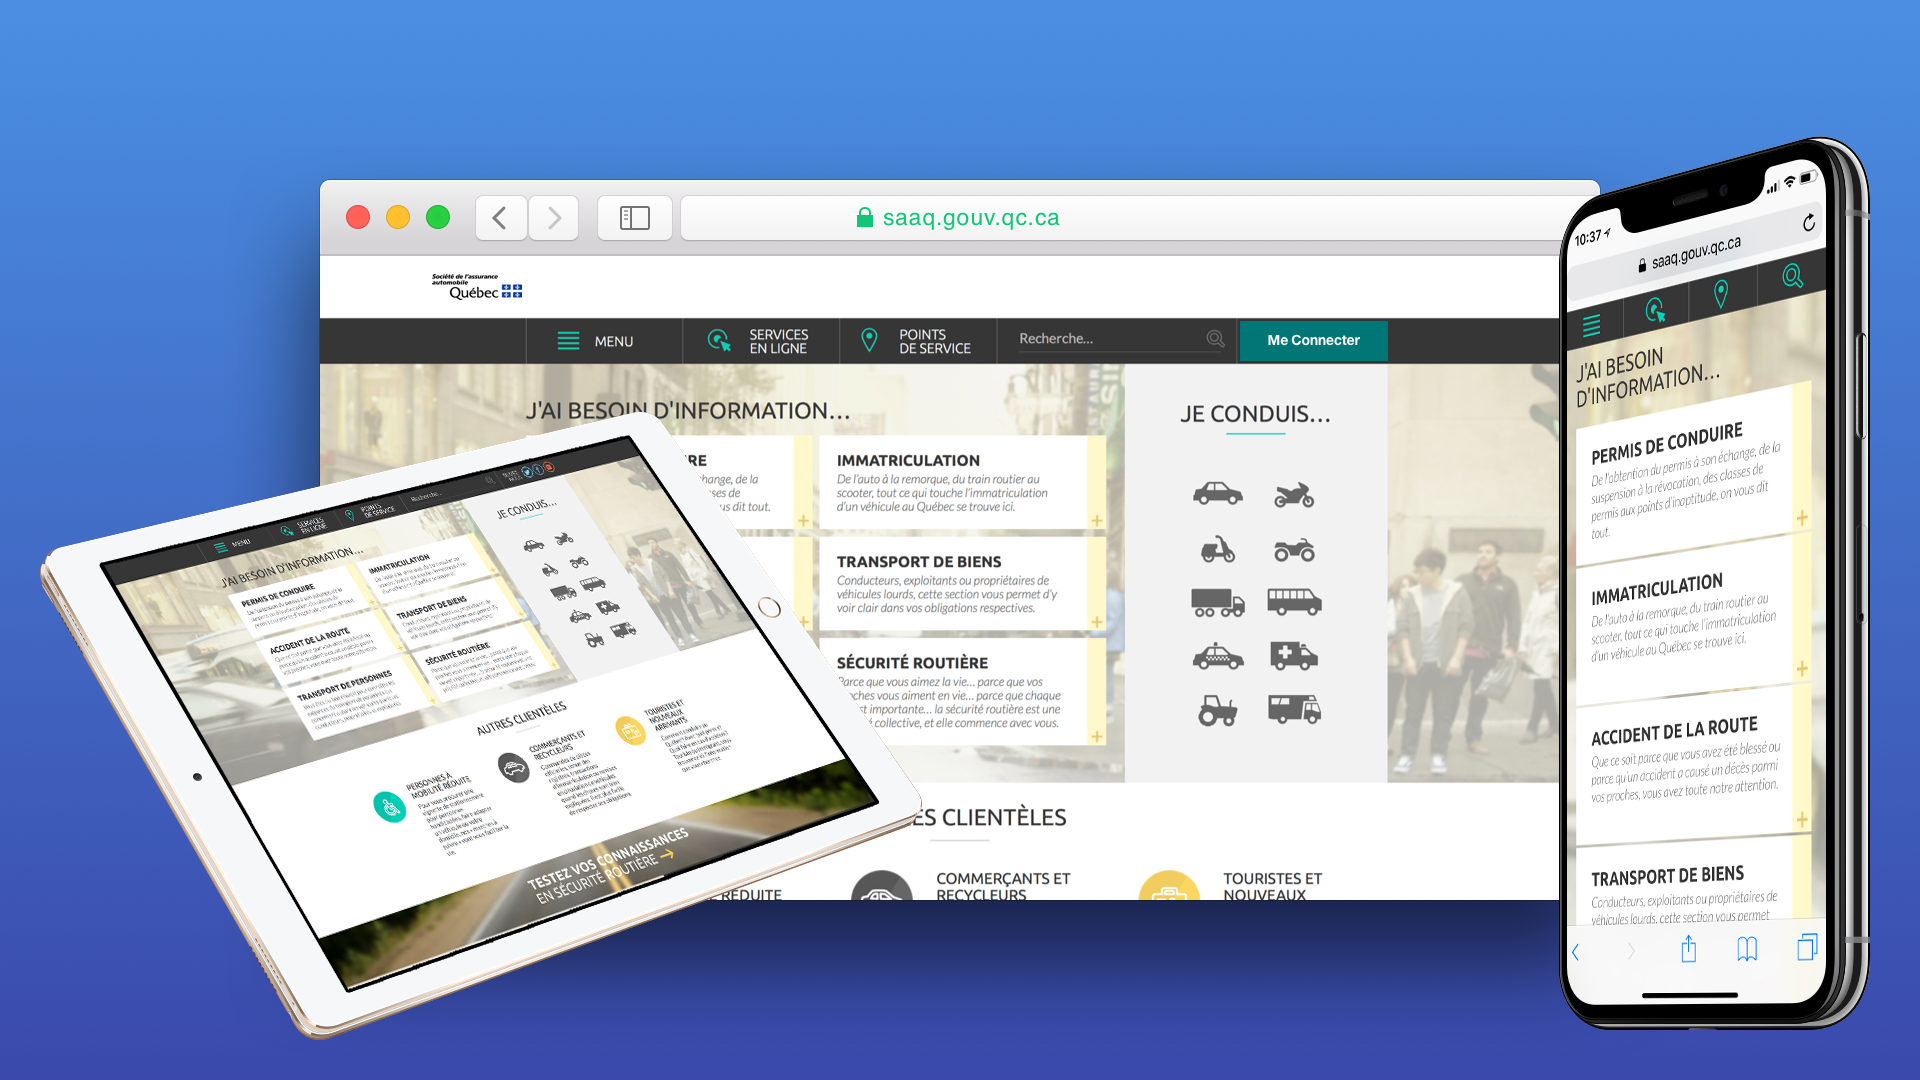 saaq.gouv.qc.ca
Société de l'assurance
automobile
Québec
MENU
SERVICES
EN LIGNE
POINTS
DE SERVICE
Recherche...
Me Connecter
J'AI BESOIN D'INFORMATION...
RE
hange, de la
ses de
us dit tout.
IMMATRICULATION
De l'auto à la remorque, du train routier au
scooter, tout ce qui touche l'immatriculation
d'un véhicule au Québec se trouve ici.
TRANSPORT DE BIENS
Conducteurs, exploitants ou propriétaires de
véhicules lourds, cette section vous permet d'y
voir clair dans vos obligations respectives.
SÉCURITÉ ROUTIÈRE
Parce que vous aimez la vie... parce que vos
ches vous aiment en vie... parce que chaque
est importante... la sécurité routière est une
é collective, et elle commence avec vous.
JE CONDUIS...
ES CLIENTÈLES
E RÉDUITE
COMMERÇANTS ET
RECYCLEURS
TOURISTES ET
NOUVEAUX
MENU
SERVICES
EN LIGNE
POINTS
DE SERVICE
Recherche...
J'AI BESOIN D'INFORMATION...
PERMIS DE CONDUIRE
IMMATRICULATION
ACCIDENT DE LA ROUTE
TRANSPORT DE BIENS
TRANSPORT DE PERSONNES
SÉCURITÉ ROUTIÈRE
JE CONDUIS...
AUTRES CLIENTÈLES
PERSONNES À
MOBILITÉ RÉDUITE
COMMERÇANTS ET
RECYCLEURS
TOURISTES ET
NOUVEAUX
ARRIVANTS
TESTEZ VOS CONNAISSANCES
EN SÉCURITÉ ROUTIÈRE
10:37
saaq.gouv.qc.ca
J'AI BESOIN
D'INFORMATION...
PERMIS DE CONDUIRE
De l'obtention du permis à son échange, de la
suspension à la révocation, des classes de
permis aux points d'inaptitude, on vous dit
tout.
IMMATRICULATION
De l'auto à la remorque, du train routier au
scooter, tout ce qui touche l'immatriculation
d'un véhicule au Québec se trouve ici.
ACCIDENT DE LA ROUTE
Que ce soit parce que vous avez été blessé ou
parce qu'un accident a causé un décès parmi
vos proches, vous avez toute notre attention.
TRANSPORT DE BIENS
Conducteurs, exploitants ou propriétaires de
véhicules lourds, cette section vous permet